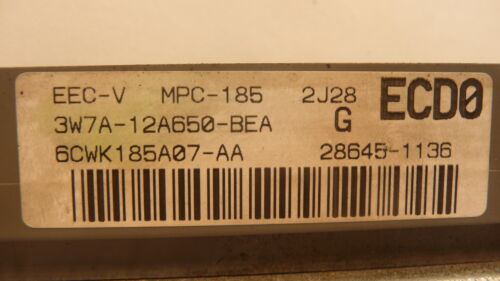 EEC-V MPC-185 2J28 ECD0
3W7A-12A650-BEA G
6CWK185A07-AA 28645-1136